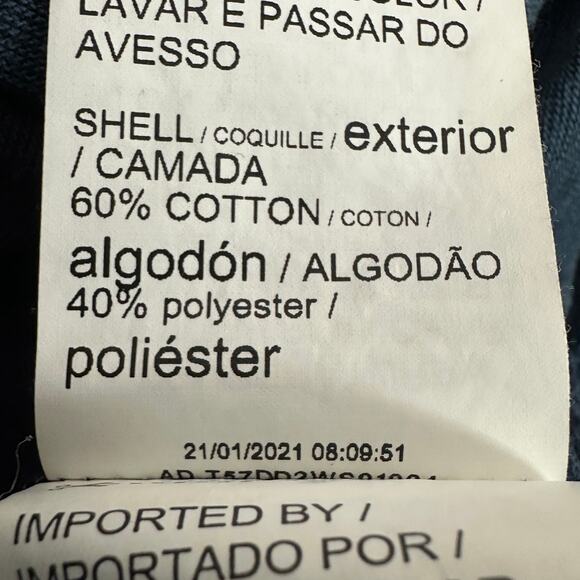 LAVAR E PASSAR DO
AVESSO
SHELL / COQUILLE / exterior
/ CAMADA
60% COTTON / COTON /
algodón / ALGODÃO
40% polyester /
poliéster
21/01/2021 08:09:51
IMPORTED BY /
IMPORTADO POR /